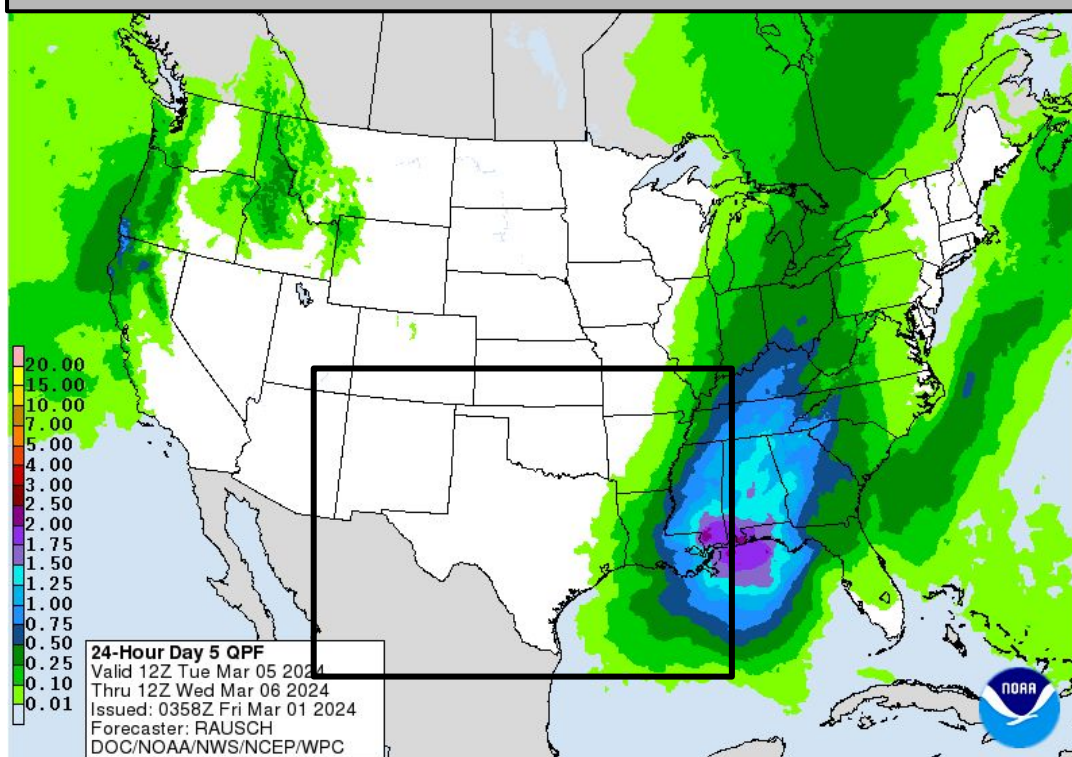 20.00
15.00
10.00
7.00
5.00
4.00
3.00
2.50
2.00
1.75
1.50
1.25
1.00
0.75
0.50
0.25
0.10
0.01
24-Hour Day 5 QPF
Valid 12Z Tue Mar 05 2024
Thru 12Z Wed Mar 06 2024
Issued: 0358Z Fri Mar 01 2024
Forecaster: RAUSCH
DOC/NOAA/NWS/NCEP/WPC
NOAA